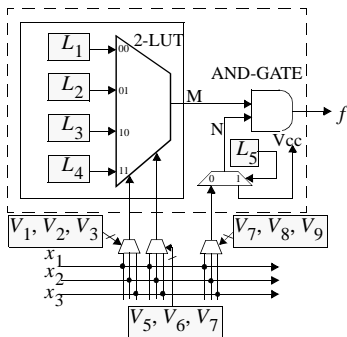 2-LUT
L1
00
AND-GATE
L2
01
M
f
L3
10
N
Vcc
L5
L4
11
0 1
V1, V2, V3
V7, V8, V9
x1
x2
x3
V5, V6, V7